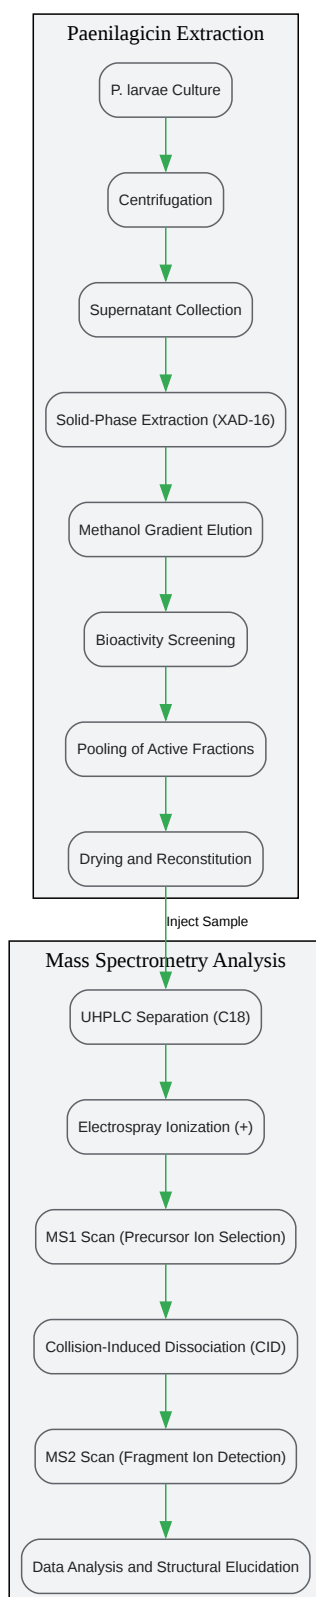 Paenilagicin Extraction
P. larvae Culture
Centrifugation
Supernatant Collection
Solid-Phase Extraction (XAD-16)
Methanol Gradient Elution
Bioactivity Screening
Pooling of Active Fractions
Drying and Reconstitution
Inject Sample
Mass Spectrometry Analysis
UHPLC Separation (C18)
Electrospray Ionization (+)
MS1 Scan (Precursor Ion Selection)
Collision-Induced Dissociation (CID)
MS2 Scan (Fragment Ion Detection)
Data Analysis and Structural Elucidation